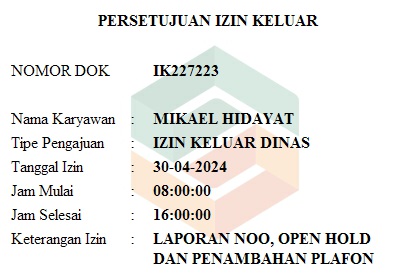 PERSETUJUAN IZIN KELUAR
NOMOR DOK IK227223
Nama Karyawan : MIKAEL HIDAYAT
Tipe Pengajuan : IZIN KELUAR DINAS
Tanggal Izin : 30-04-2024
Jam Mulai : 08:00:00
Jam Selesai : 16:00:00
Keterangan Izin : LAPORAN NOO, OPEN HOLD
DAN PENAMBAHAN PLAFON